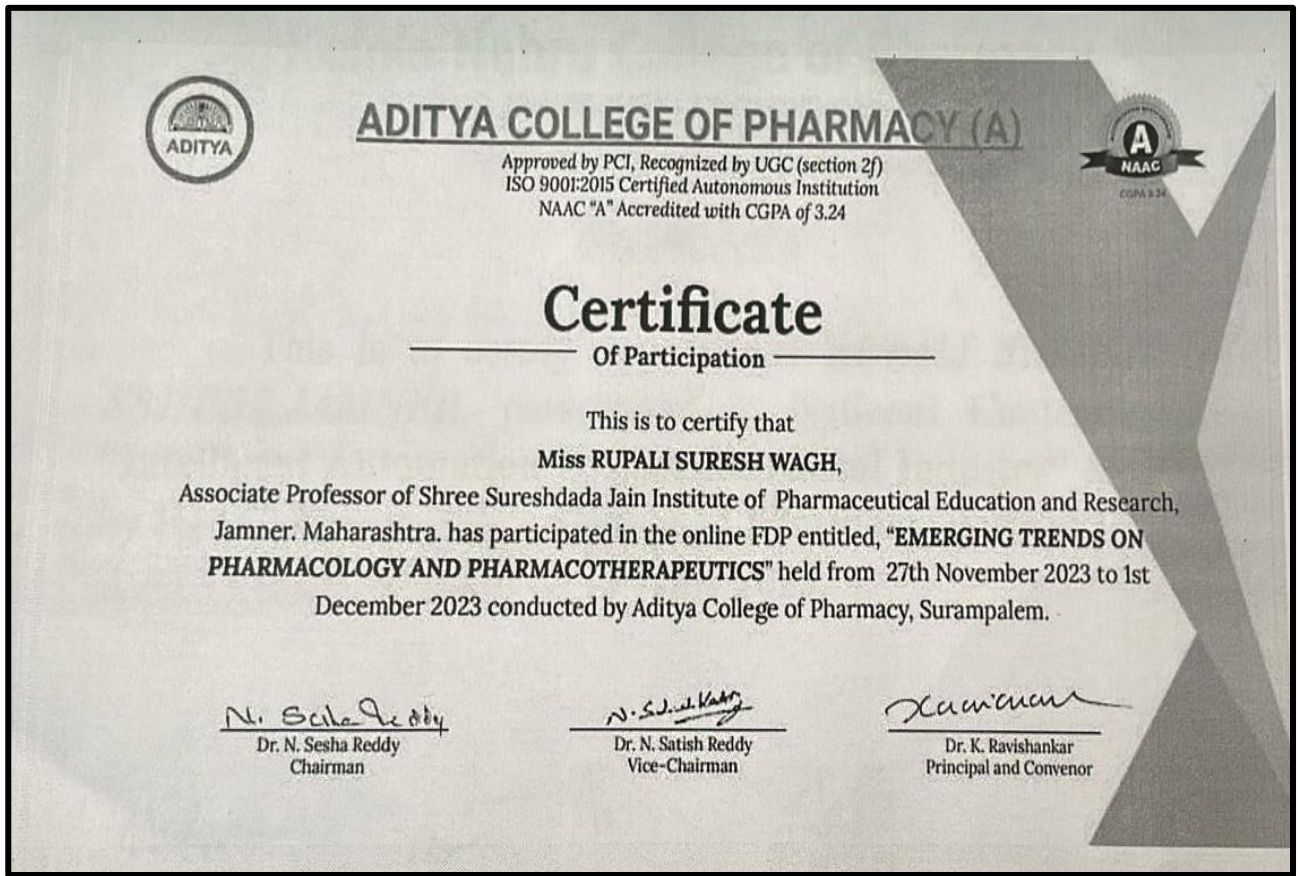 ADITYA
ADITYA COLLEGE OF PHARMACY (A)
Approved by PCI, Recognized by UGC (section 2f)
ISO 9001:2015 Certified Autonomous Institution
NAAC "A" Accredited with CGPA of 3.24
A
NAAC
CGPA 3.24
Certificate
Of Participation
This is to certify that
Miss RUPALI SURESH WAGH,
Associate Professor of Shree Sureshdada Jain Institute of Pharmaceutical Education and Research,
Jamner. Maharashtra. has participated in the online FDP entitled, "EMERGING TRENDS ON
PHARMACOLOGY AND PHARMACOTHERAPEUTICS" held from 27th November 2023 to 1st
December 2023 conducted by Aditya College of Pharmacy, Surampalem.
Dr. N. Sesha Reddy
Chairman
Dr. N. Satish Reddy
Vice-Chairman
Dr. K. Ravishankar
Principal and Convenor